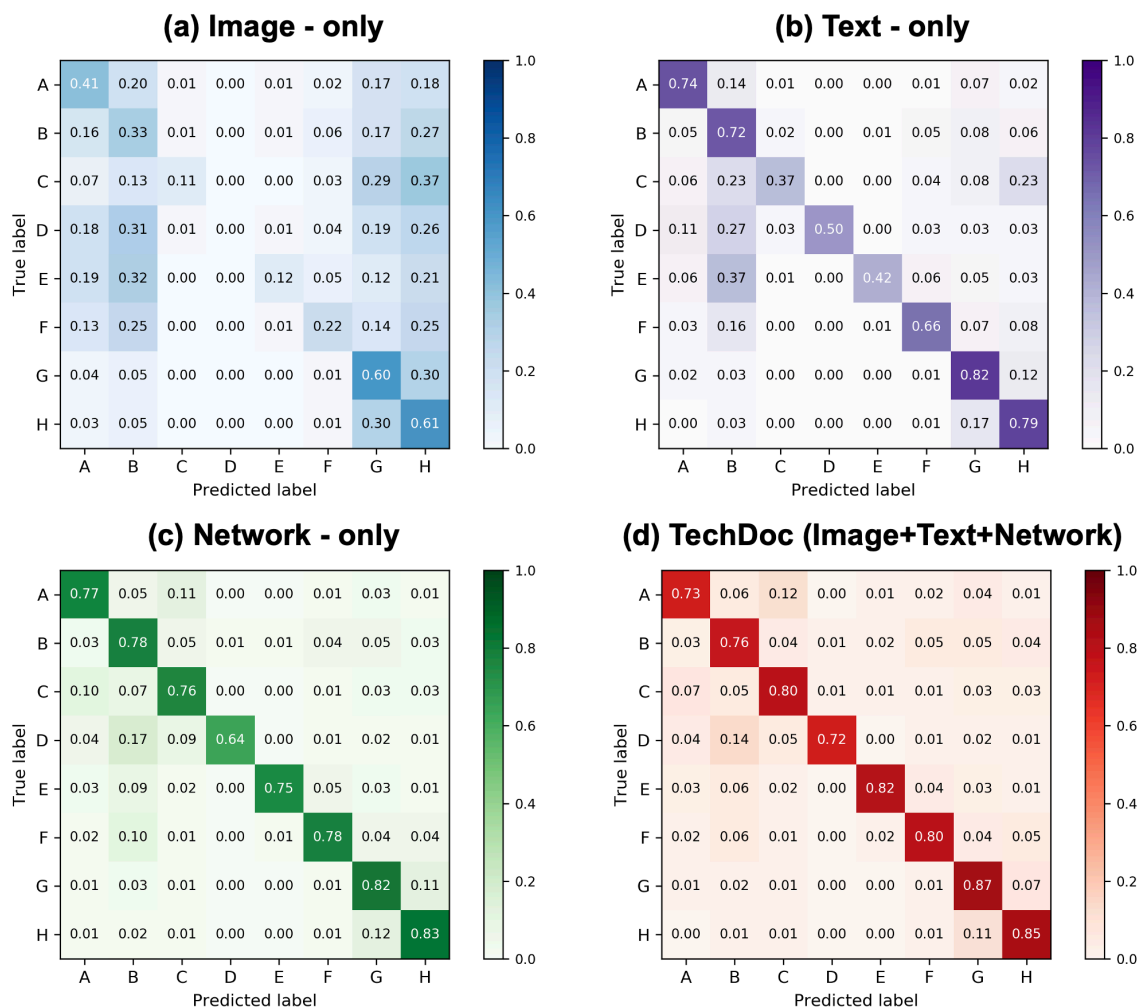 (a) Image - only
1.0
A 0.41 0.20 0.01 0.00 0.01 0.02 0.17 0.18
B 0.16 0.33 0.01 0.00 0.01 0.06 0.17 0.27
0.8
C 0.07 0.13 0.11 0.00 0.00 0.03 0.29 0.37
0.6
D 0.18 0.31 0.01 0.00 0.01 0.04 0.19 0.26
True label
E 0.19 0.32 0.00 0.00 0.12 0.05 0.12 0.21
0.4
F 0.13 0.25 0.00 0.00 0.01 0.22 0.14 0.25
0.2
G 0.04 0.05 0.00 0.00 0.00 0.01 0.60 0.30
H 0.03 0.05 0.00 0.00 0.00 0.01 0.30 0.61
0.0
A B C D E F G H
Predicted label
(b) Text - only
1.0
A 0.74 0.14 0.01 0.00 0.00 0.01 0.07 0.02
B 0.05 0.72 0.02 0.00 0.01 0.05 0.08 0.06
0.8
C 0.06 0.23 0.37 0.00 0.00 0.04 0.08 0.23
0.6
D 0.11 0.27 0.03 0.50 0.00 0.03 0.03 0.03
True label
E 0.06 0.37 0.01 0.00 0.42 0.06 0.05 0.03
0.4
F 0.03 0.16 0.00 0.00 0.01 0.66 0.07 0.08
0.2
G 0.02 0.03 0.00 0.00 0.00 0.01 0.82 0.12
H 0.00 0.03 0.00 0.00 0.00 0.00 0.17 0.79
0.0
A B C D E F G H
Predicted label
(c) Network - only
1.0
A 0.77 0.05 0.11 0.00 0.00 0.01 0.03 0.01
B 0.03 0.78 0.05 0.01 0.01 0.04 0.05 0.03
0.8
C 0.10 0.07 0.76 0.00 0.00 0.01 0.03 0.03
0.6
D 0.04 0.17 0.09 0.64 0.00 0.01 0.02 0.01
True label
E 0.03 0.09 0.02 0.00 0.75 0.05 0.03 0.01
0.4
F 0.02 0.10 0.01 0.00 0.01 0.78 0.04 0.04
0.2
G 0.01 0.03 0.01 0.00 0.00 0.01 0.82 0.11
H 0.01 0.02 0.01 0.00 0.00 0.01 0.12 0.83
0.0
A B C D E F G H
Predicted label
(d) TechDoc (Image+Text+Network)
1.0
A 0.73 0.06 0.12 0.00 0.01 0.02 0.04 0.01
B 0.03 0.76 0.04 0.01 0.02 0.05 0.05 0.04
0.8
C 0.07 0.05 0.80 0.01 0.01 0.01 0.03 0.03
0.6
D 0.04 0.14 0.05 0.72 0.00 0.01 0.02 0.01
True label
E 0.03 0.06 0.02 0.00 0.82 0.04 0.03 0.01
0.4
F 0.02 0.06 0.01 0.00 0.02 0.80 0.04 0.05
0.2
G 0.01 0.02 0.01 0.00 0.00 0.01 0.87 0.07
H 0.00 0.01 0.01 0.00 0.00 0.01 0.11 0.85
0.0
A B C D E F G H
Predicted label